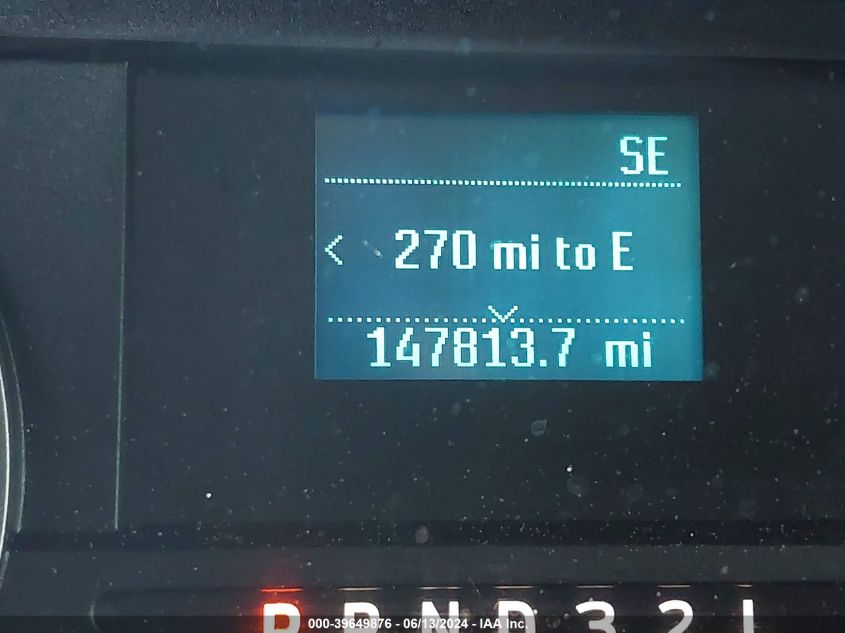 SE
< 270 mi to E
147813.7 mi
P R N D 3 2 1
000-39649876 - 06/13/2024 - IAA Inc.